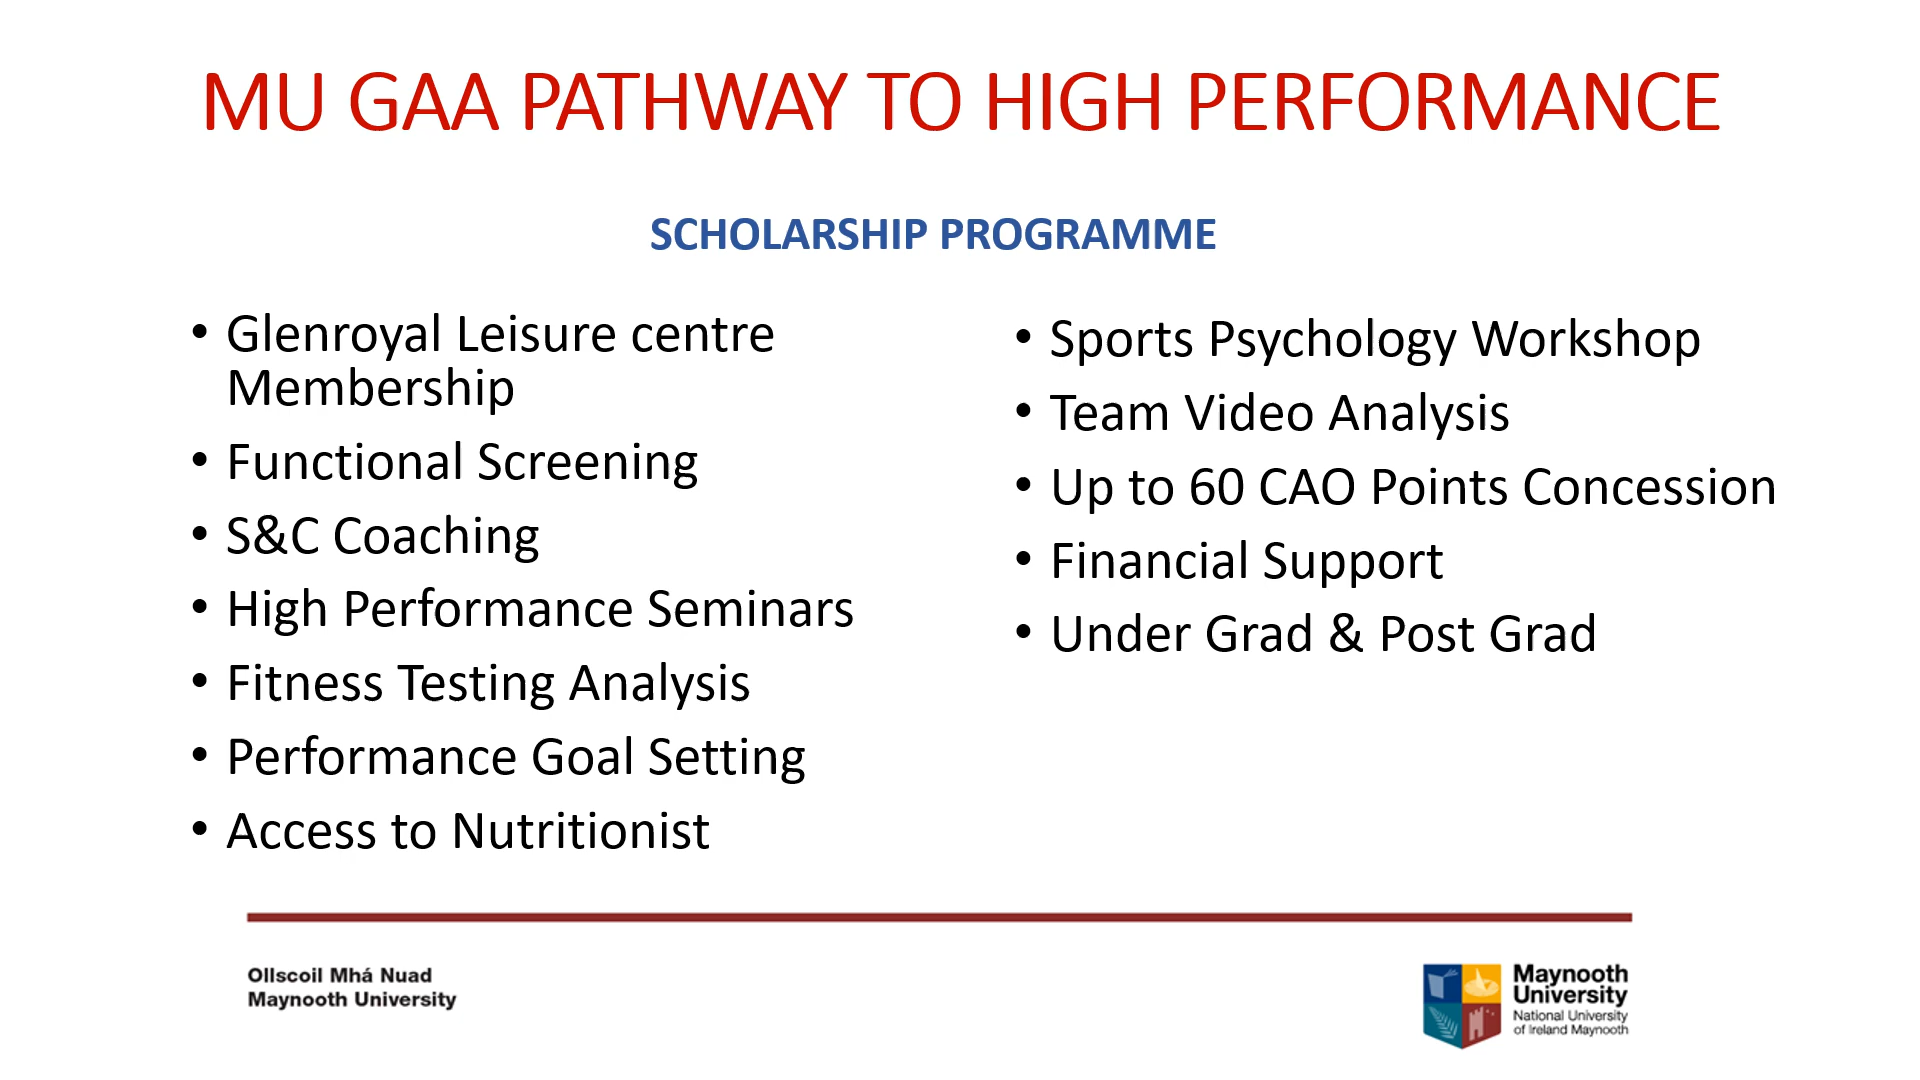 MU GAA PATHWAY TO HIGH PERFORMANCE
SCHOLARSHIP PROGRAMME
• Glenroyal Leisure centre
Membership
• Functional Screening
• S&C Coaching
• High Performance Seminars
• Fitness Testing Analysis
• Performance Goal Setting
• Access to Nutritionist
• Sports Psychology Workshop
• Team Video Analysis
• Up to 60 CAO Points Concession
• Financial Support
• Under Grad & Post Grad
Ollscoil Mhá Nuad
Maynooth University
Maynooth
University
National University
of Ireland Maynooth